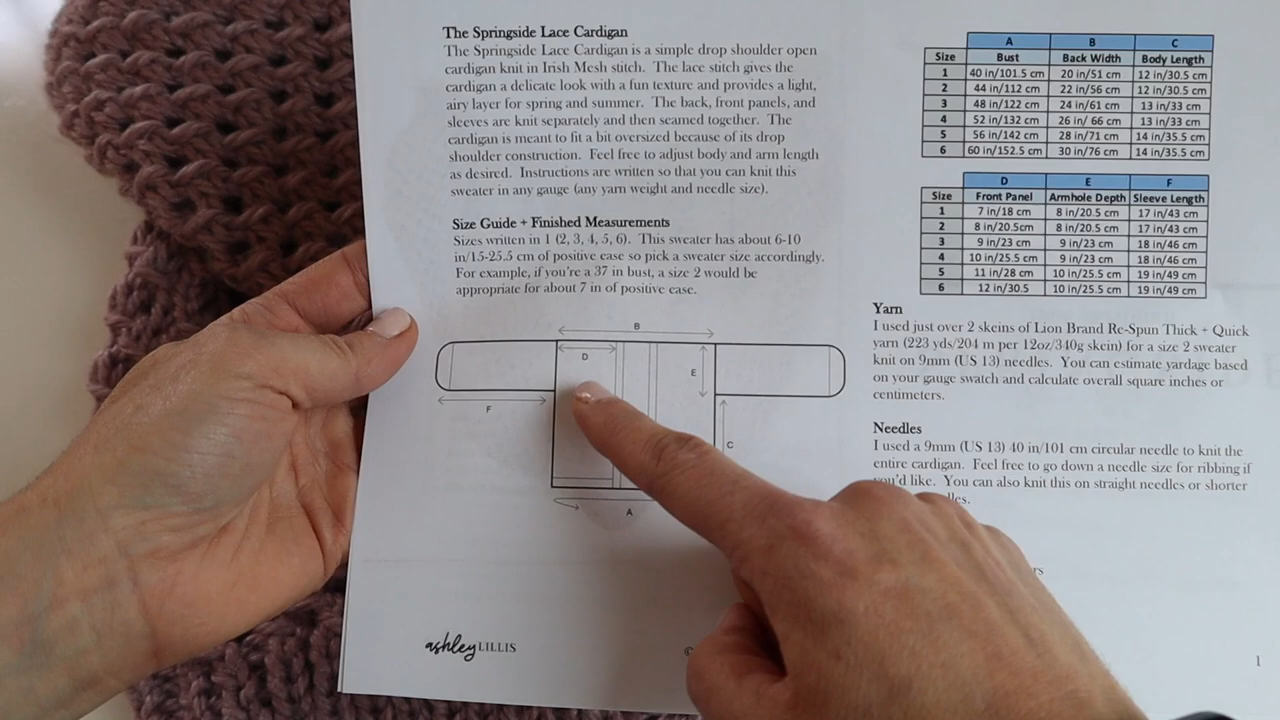 The Springside Lace Cardigan
The Springside Lace Cardigan is a simple drop shoulder open
cardigan knit in Irish Mesh stitch. The lace stitch gives the
cardigan a delicate look with a fun texture and provides a light,
airy layer for spring and summer. The back, front panels, and
sleeves are knit separately and then seamed together. The
cardigan is meant to fit a bit oversized because of its drop
shoulder construction. Feel free to adjust body and arm length
as desired. Instructions are written so that you can knit this
sweater in any gauge (any yarn weight and needle size).
Size Guide + Finished Measurements
Sizes written in 1 (2, 3, 4, 5, 6). This sweater has about 6-10
in/15-25.5 cm of positive ease so pick a sweater size accordingly.
For example, if you're a 37 in bust, a size 2 would be
appropriate for about 7 in of positive ease.
B
D
E
F
C
A
ashley LILLIS
©
A B C
Size Bust Back Width Body Length
1 40 in/101.5 cm 20 in/51 cm 12 in/30.5 cm
2 44 in/112 cm 22 in/56 cm 12 in/30.5 cm
3 48 in/122 cm 24 in/61 cm 13 in/33 cm
4 52 in/132 cm 26 in/ 66 cm 13 in/33 cm
5 56 in/142 cm 28 in/71 cm 14 in/35.5 cm
6 60 in/152.5 cm 30 in/76 cm 14 in/35.5 cm
D E F
Size Front Panel Armhole Depth Sleeve Length
1 7 in/18 cm 8 in/20.5 cm 17 in/43 cm
2 8 in/20.5cm 8 in/20.5 cm 17 in/43 cm
3 9 in/23 cm 9 in/23 cm 18 in/46 cm
4 10 in/25.5 cm 9 in/23 cm 18 in/46 cm
5 11 in/28 cm 10 in/25.5 cm 19 in/49 cm
6 12 in/30.5 10 in/25.5 cm 19 in/49 cm
Yarn
I used just over 2 skeins of Lion Brand Re-Spun Thick + Quick
yarn (223 yds/204 m per 12oz/340g skein) for a size 2 sweater
knit on 9mm (US 13) needles. You can estimate yardage based
on your gauge swatch and calculate overall square inches or
centimeters.
Needles
I used a 9mm (US 13) 40 in/101 cm circular needle to knit the
entire cardigan. Feel free to go down a needle size for ribbing if
you'd like. You can also knit this on straight needles or shorter
1